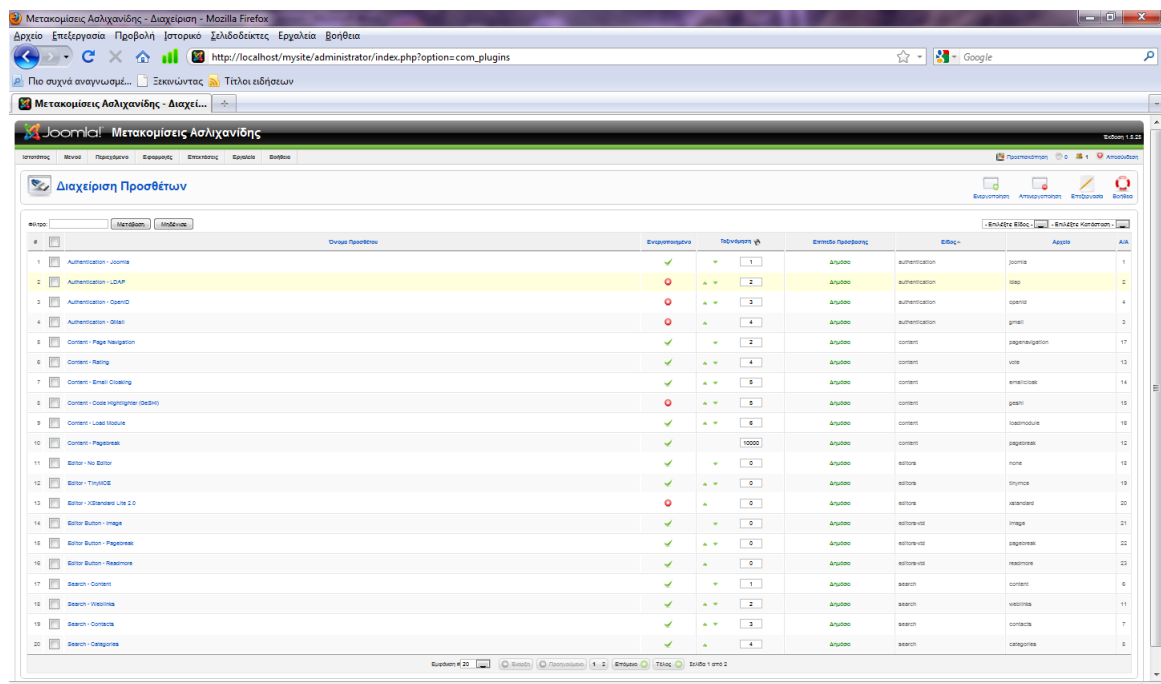 Μετακομίσεις Ασλιχανίδης - Διαχείριση - Mozilla Firefox
Αρχείο Επεξεργασία Προβολή Ιστορικό Σελιδοδείκτες Εργαλεία Βοήθεια
http://localhost/mysite/administrator/index.php?option=com_plugins Google
Πιο συχνά αναγνωσμέ... Ξεκινώντας Τίτλοι ειδήσεων
Μετακομίσεις Ασλιχανίδης - Διαχεί...
Joomla! Μετακομίσεις Ασλιχανίδης Έκδοση 1.5.25
Ιστοτόπος Μενού Περιεχόμενο Εφαρμογές Επεκτάσεις Εργαλεία Βοήθεια Προεπισκόπηση 0 1 Αποσύνδεση
Διαχείριση Προσθέτων Ενεργοποίηση Απενεργοποίηση Επεξεργασία Βοήθεια
Φίλτρο: Μετάβαση Μηδένισε - Επιλέξτε Είδος - - Επιλέξτε Κατάσταση -
# Όνομα Προσθέτου Ενεργοποιημένο Ταξινόμηση Επίπεδο Πρόσβασης Είδος Αρχείο Α/Α
1 Authentication - Joomla 1 Δημόσιο authentication joomla 1
2 Authentication - LDAP 2 Δημόσιο authentication ldap 2
3 Authentication - OpenID 3 Δημόσιο authentication openid 4
4 Authentication - GMail 4 Δημόσιο authentication gmail 3
5 Content - Page Navigation 2 Δημόσιο content pagenavigation 17
6 Content - Rating 4 Δημόσιο content vote 13
7 Content - Email Cloaking 5 Δημόσιο content emailcloak 14
8 Content - Code Hightlighter (GeSHi) 5 Δημόσιο content geshi 15
9 Content - Load Module 6 Δημόσιο content loadmodule 16
10 Content - Pagebreak 10000 Δημόσιο content pagebreak 12
11 Editor - No Editor 0 Δημόσιο editors none 18
12 Editor - TinyMCE 0 Δημόσιο editors tinymce 19
13 Editor - XStandard Lite 2.0 0 Δημόσιο editors xstandard 20
14 Editor Button - Image 0 Δημόσιο editors-xtd image 21
15 Editor Button - Pagebreak 0 Δημόσιο editors-xtd pagebreak 22
16 Editor Button - Readmore 0 Δημόσιο editors-xtd readmore 23
17 Search - Content 1 Δημόσιο search content 6
18 Search - Weblinks 2 Δημόσιο search weblinks 11
19 Search - Contacts 3 Δημόσιο search contacts 7
20 Search - Categories 4 Δημόσιο search categories 8
Εμφάνιση # 20 Έναρξη Προηγούμενο 1 2 Επόμενο Τέλος Σελίδα 1 από 2